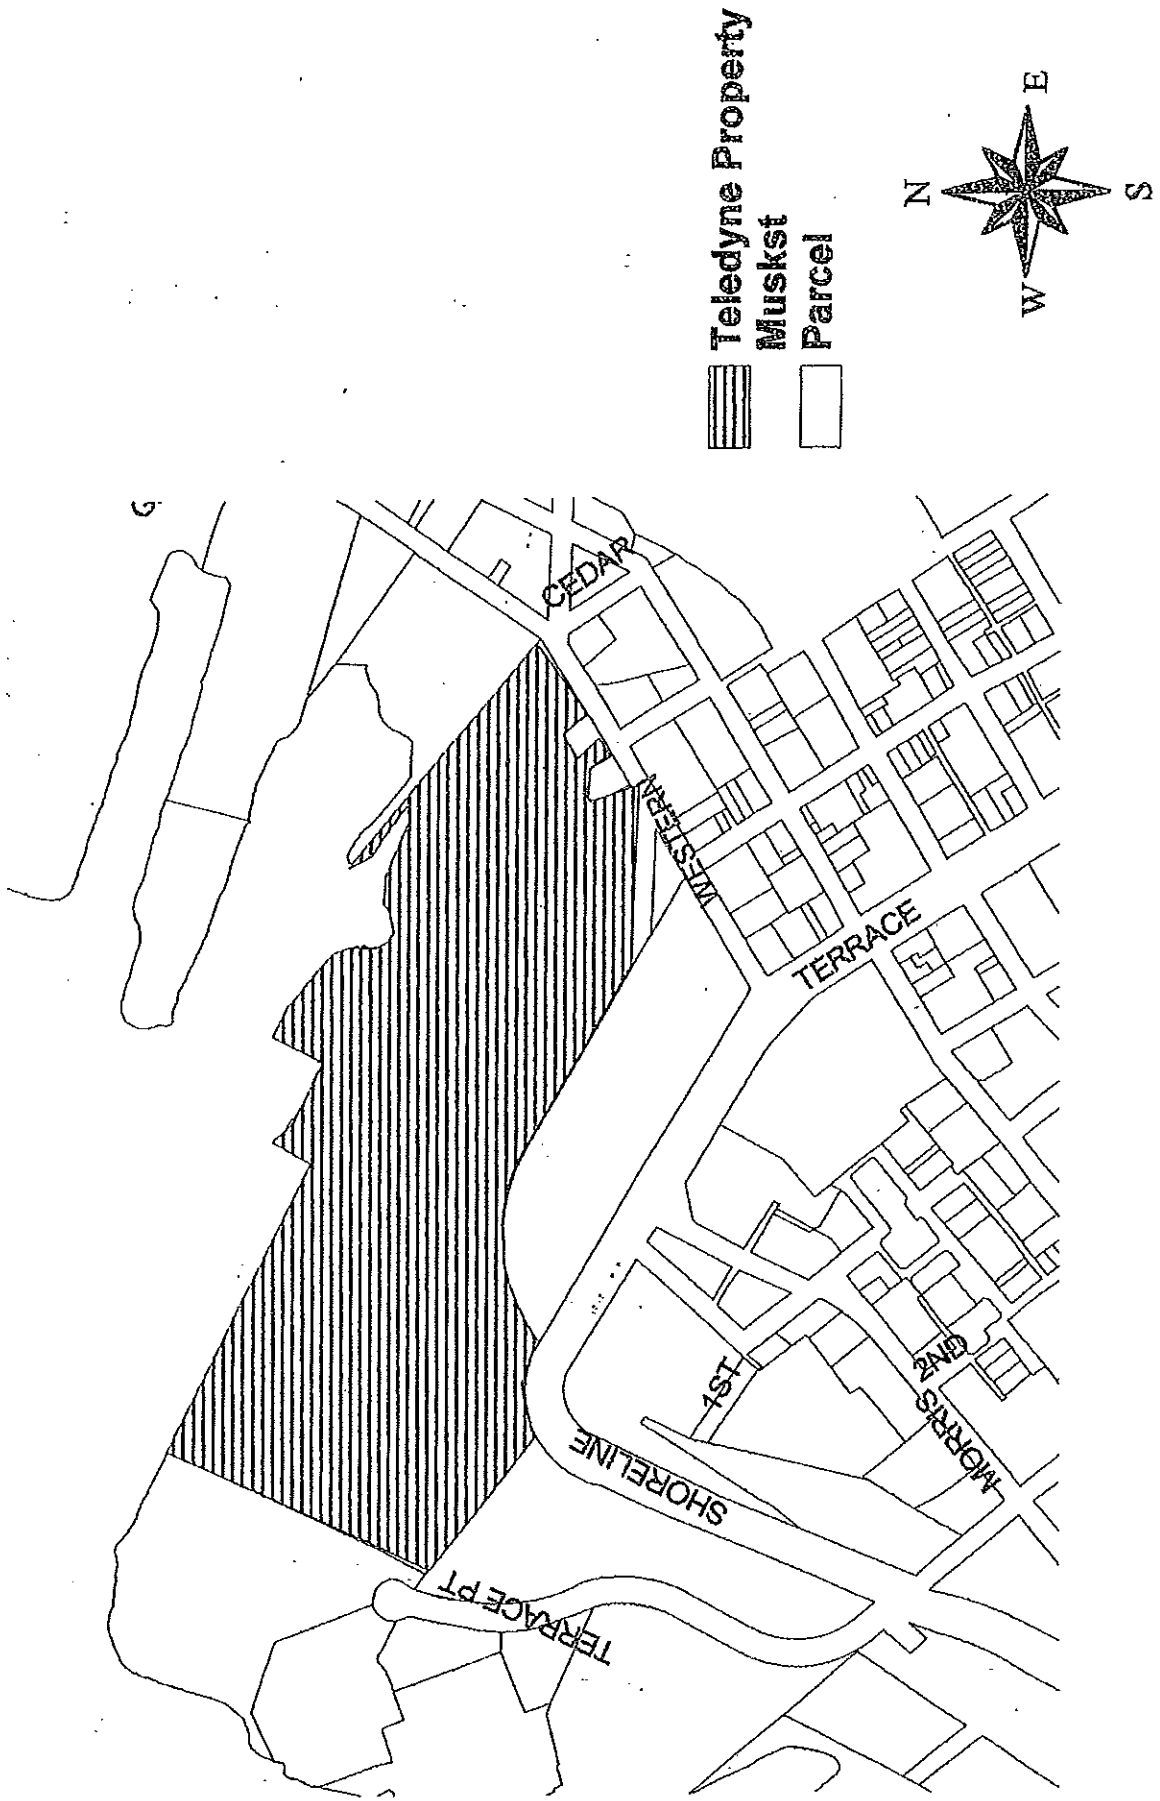 G
CEDAR
WESTERN
TERRACE
1ST
2ND
MORRIS
SHORELINE
TERRACE PT
Teledyne Property
Muskst
Parcel
N
E
S
W